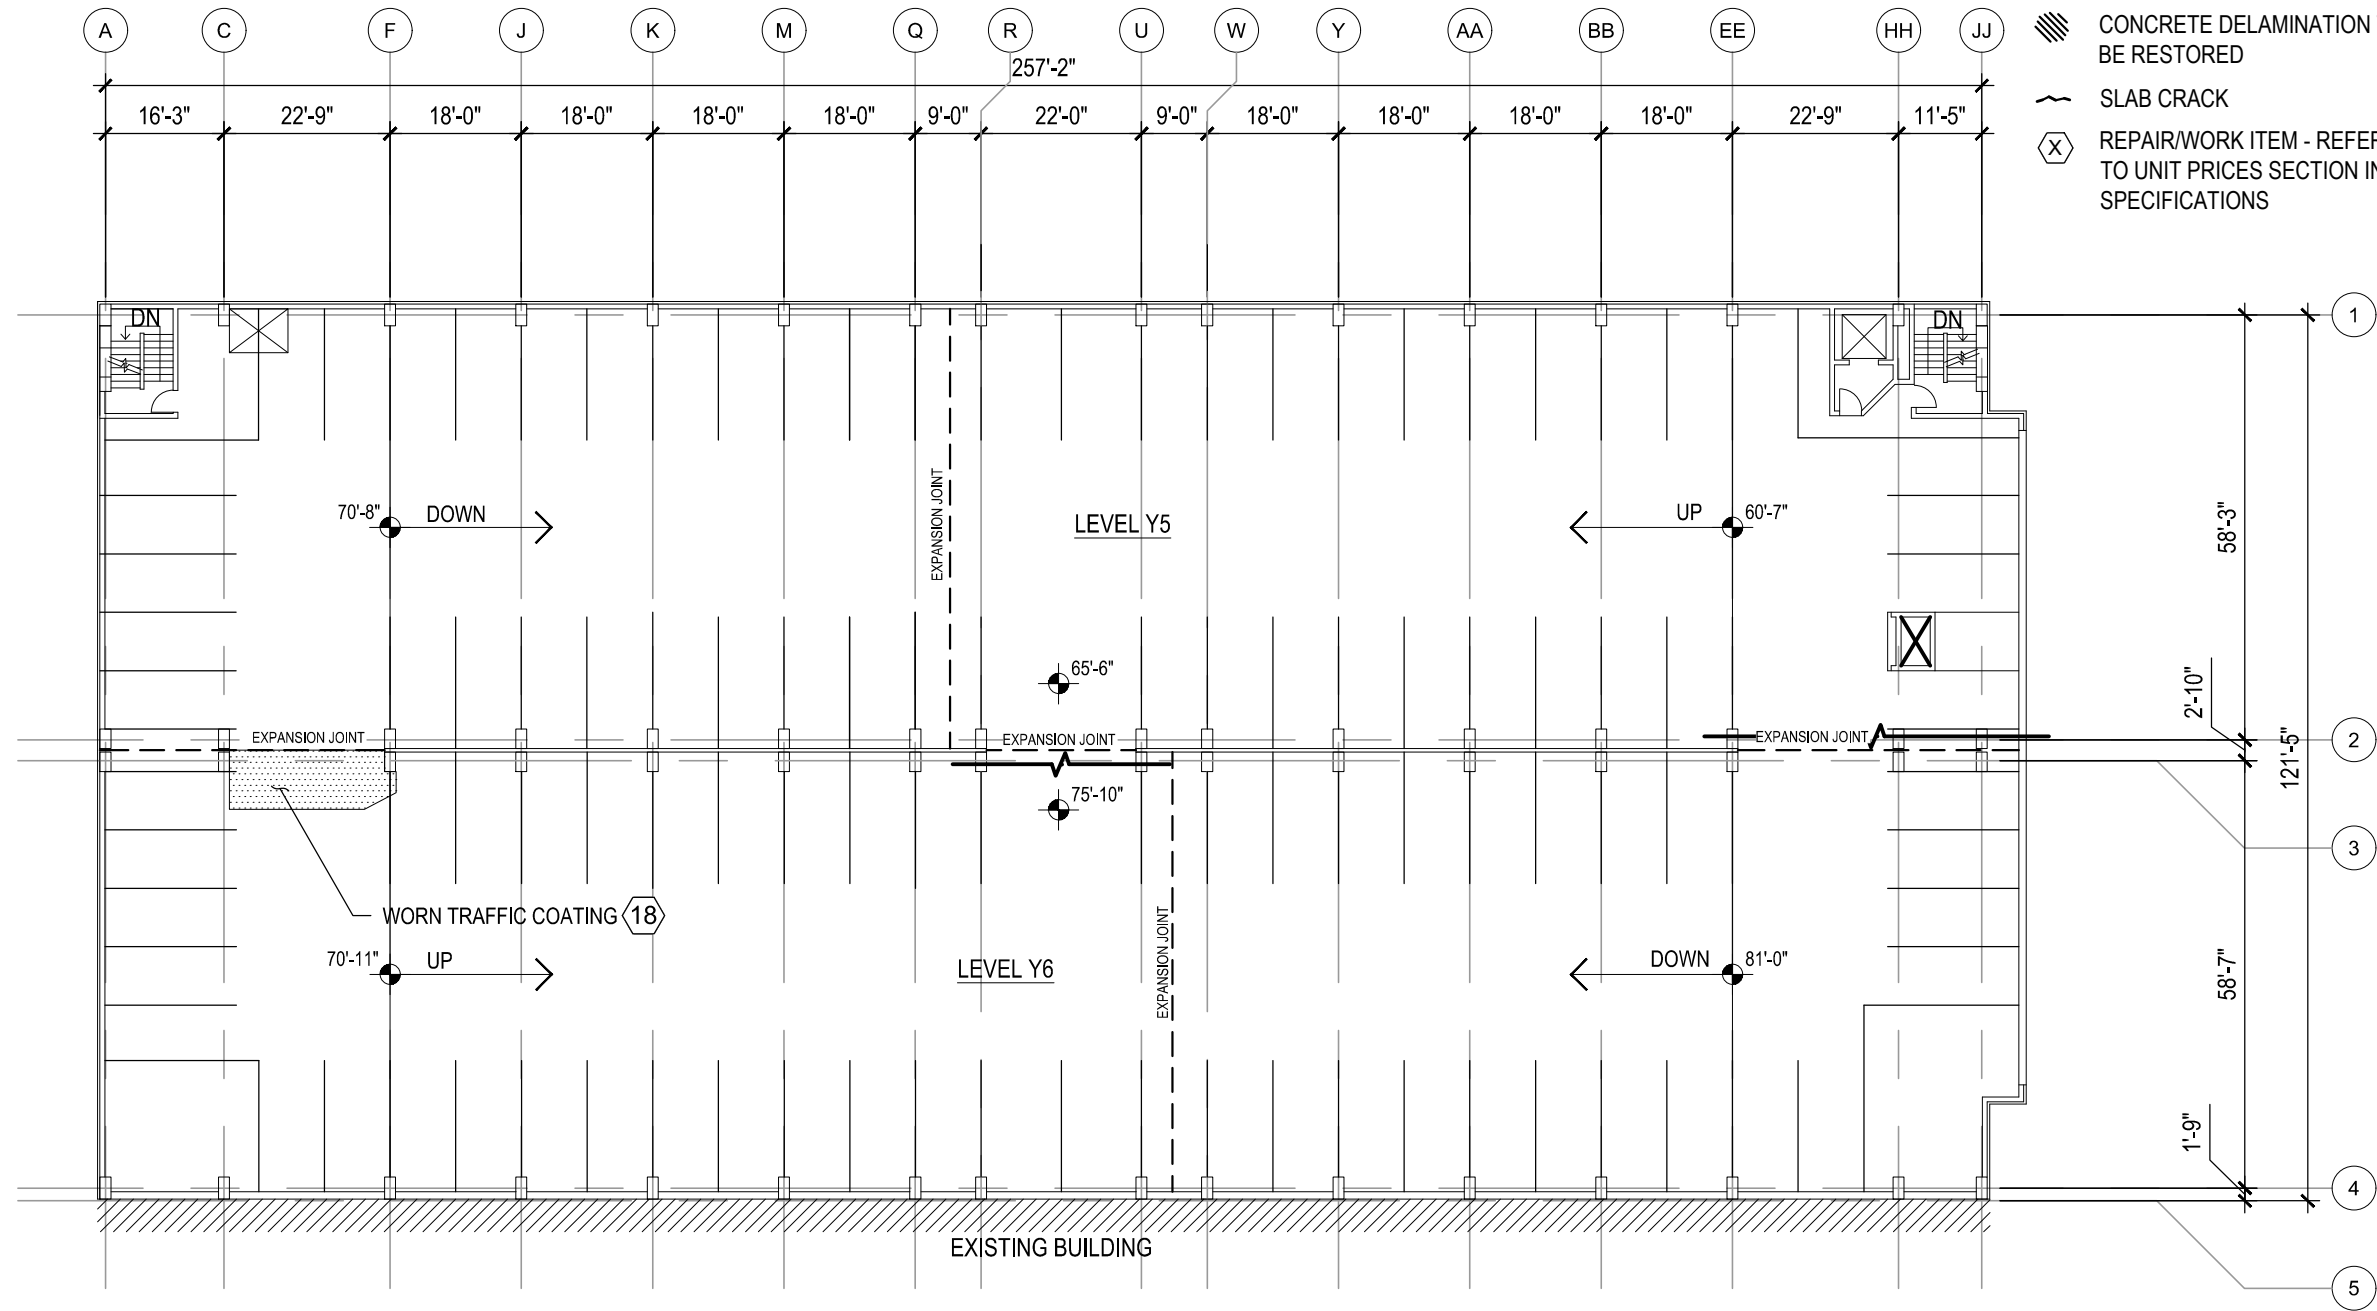 A
C
F
J
K
M
Q
R
U
W
Y
AA
BB
EE
HH
JJ
CONCRETE DELAMINATION
BE RESTORED
SLAB CRACK
X
REPAIR/WORK ITEM - REFER
TO UNIT PRICES SECTION IN
SPECIFICATIONS
257'-2"
16'-3"
22'-9"
18'-0"
18'-0"
18'-0"
18'-0"
9'-0"
22'-0"
9'-0"
18'-0"
18'-0"
18'-0"
18'-0"
22'-9"
11'-5"
DN
DN
1
EXPANSION JOINT
70'-8"
DOWN
LEVEL Y5
UP
60'-7"
58'-3"
65'-6"
2'-10"
EXPANSION JOINT
EXPANSION JOINT
EXPANSION JOINT
2
121'-5"
75'-10"
3
WORN TRAFFIC COATING
18
EXPANSION JOINT
70'-11"
UP
LEVEL Y6
DOWN
81'-0"
58'-7"
1'-9"
4
EXISTING BUILDING
5